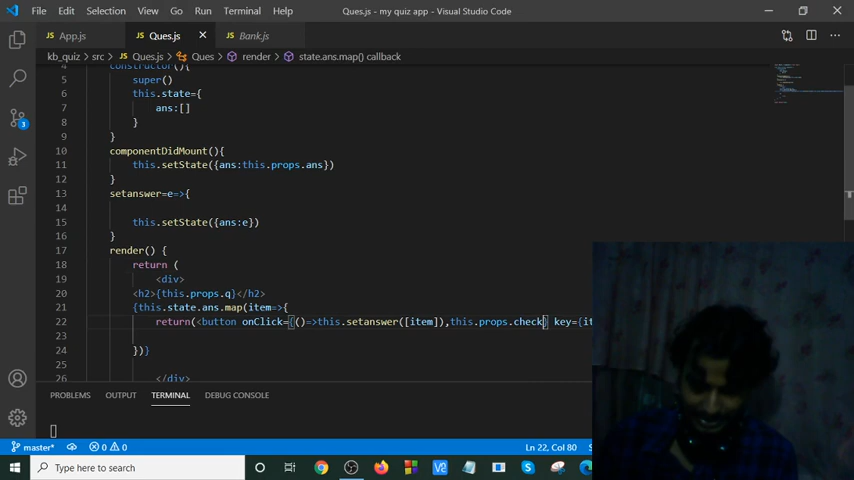 File Edit Selection View Go Run Terminal Help
Ques.js - my quiz app - Visual Studio Code
App.js
Ques.js
Bank.js
kb_quiz > src > Ques.js > Ques > render > state.ans.map() callback
4 constructor(){
5 super()
6 this.state={
7 ans:[]
8 }
9 }
10 componentDidMount(){
11 this.setState({ans:this.props.ans})
12 }
13 setanswer=e=>{
14
15 this.setState({ans:e})
16 }
17 render() {
18 return (
19 <div>
20 <h2>{this.props.q}</h2>
21 {this.state.ans.map(item=>{
22 return(<button onClick={()=>this.setanswer([item]),this.props.check} key={it
23
24 })}
25
26 </div>
3
PROBLEMS OUTPUT TERMINAL DEBUG CONSOLE
master* 0 0 Ln 22, Col 80
Type here to search